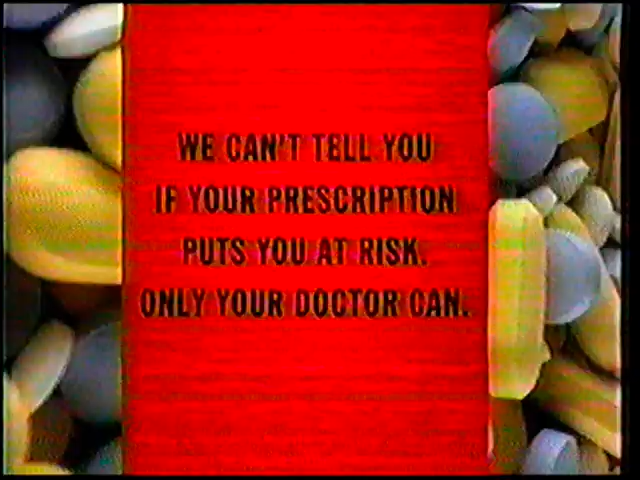 WE CAN'T TELL YOU
IF YOUR PRESCRIPTION
PUTS YOU AT RISK.
ONLY YOUR DOCTOR CAN.